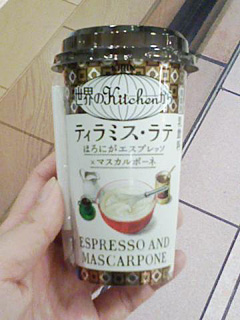 世界のKitchenから
ティラミス・ラテ
ほろにがエスプレッソ
×マスカルポーネ
ESPRESSO AND
MASCARPONE